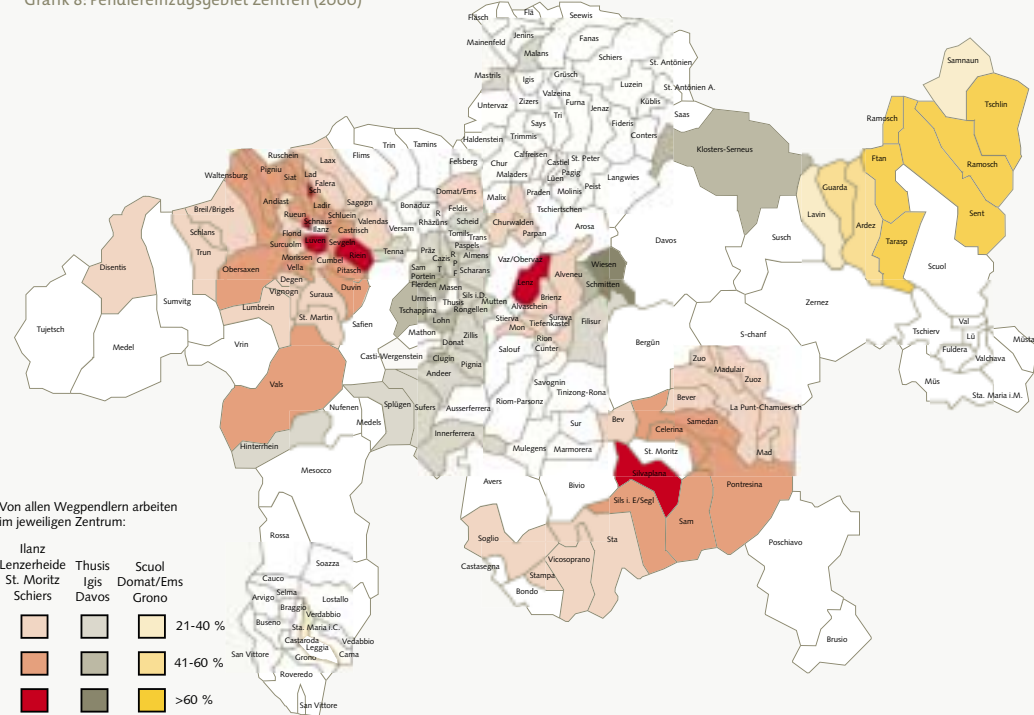 Grafik 8: Pendlereinzugsgebiet Zentren (2000)
Fläsch
Flä
Seewis
Mainenfeld
Jenins
Fanas
Malans
Schiers
St. Antönien
Samnaun
Mastrils
Igis
Grüsch
Luzein
St. Antönien A.
Untervaz
Zizers
Valzeina
Furna
Jenaz
Küblis
Saas
Tschlin
Tri
Says
Fideris
Conters
Ramosch
Haldenstein
Trimmis
Klosters-Serneus
Trin
Tamins
Calfreisen
Castiel
St. Peter
Ruschein
Laax
Flims
Felsberg
Chur
Pagig
Ftan
Ramosch
Waltensburg
Pigniu
Siat
Lad
Falera
Sch
Maladers
Lüen
Langwies
Domat/Ems
Malix
Praden
Molinis
Peist
Guarda
Andiast
Ladir
Sagogn
Bonaduz
Feldis
Tschiertschen
Breil/Brigels
Rueun
Schluein
R.
Rhäzüns
Scheid
Churwalden
Lavin
Sent
Schnaus
Valendas
Versam
Arosa
Ardez
Schlans
Flond
Ilanz
Castrisch
Tomils
Trans
Parpan
Davos
Susch
Tarasp
Surcuolm
Luven
Sevgein
Paspels
Trun
Morissen
Cumbel
Riein
Tenna
Präz
Cazis
R
Almens
Vaz/Obervaz
Wiesen
Scuol
Disentis
Obersaxen
Vella
Pitasch
Sam
P
Scharans
Alveneu
Degen
Portein
T
F
Lenz
Schmitten
Vignogn
Duvin
Flerden
Masen
Sils i.D.
Mutten
Brienz
Lumbrein
Suraua
Urmein
Thusis
Alvaschein
Zernez
Sumvitg
St. Martin
Tschappina
Rongellen
Stierva
Surava
Safien
Lohn
Mon
Tiefenkastel
Filisur
Tujetsch
Mathon
Zillis
S-chanf
Tschierv
Val
Medel
Vrin
Donat
Salouf
Rion
Cunter
Bergün
Lü
Müsta
Casti-Wergenstein
Clugin
Pignia
Zuo
Fuldera
Valchava
Vals
Andeer
Savognin
Madulair
Zuoz
Müs
Riom-Parsonz
Tinizong-Rona
Bever
Sta. Maria i.M.
Nufenen
Splügen
Sufers
Ausserferrera
La Punt-Chamues-ch
Medels
Sur
Bev
Samedan
Innerferrera
Celerina
Hinterrhein
Mulegens
Marmorera
St. Moritz
Mad
Mesocco
Silvaplana
Avers
Bivio
Pontresina
Sils i. E/Segl
Von allen Wegpendlern arbeiten
im jeweiligen Zentrum:
Sam
Rossa
Soglio
Sta
Poschiavo
Ilanz
Lenzerheide
St. Moritz
Schiers
Thusis
Igis
Davos
Scuol
Domat/Ems
Grono
Soazza
Castasegna
Vicosoprano
Cauco
Stampa
Selma
Arvigo
Lostallo
Bondo
Braggio
21-40 %
Verdabbio
Buseno
Sta. Maria i.C.
Castaroda
Vedabbio
Brusio
Leggia
San Vittore
Grono
Cama
41-60 %
Roveredo
>60 %
San Vittore